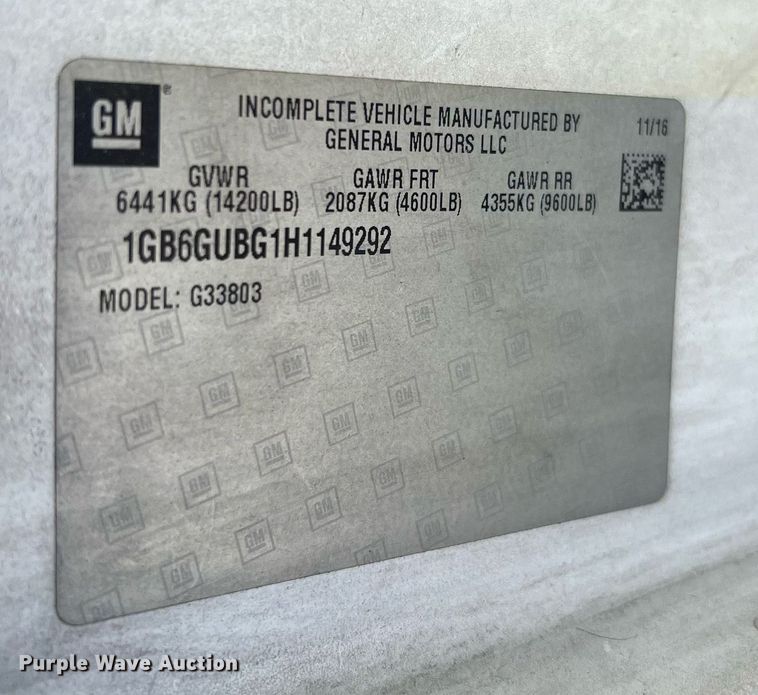 GM®
INCOMPLETE VEHICLE MANUFACTURED BY
GENERAL MOTORS LLC
11/16
GVWR GAWR FRT GAWR RR
6441KG (14200LB) 2087KG (4600LB) 4355KG (9600LB)
1GB6GUBG1H1149292
MODEL: G33803
Purple Wave Auction